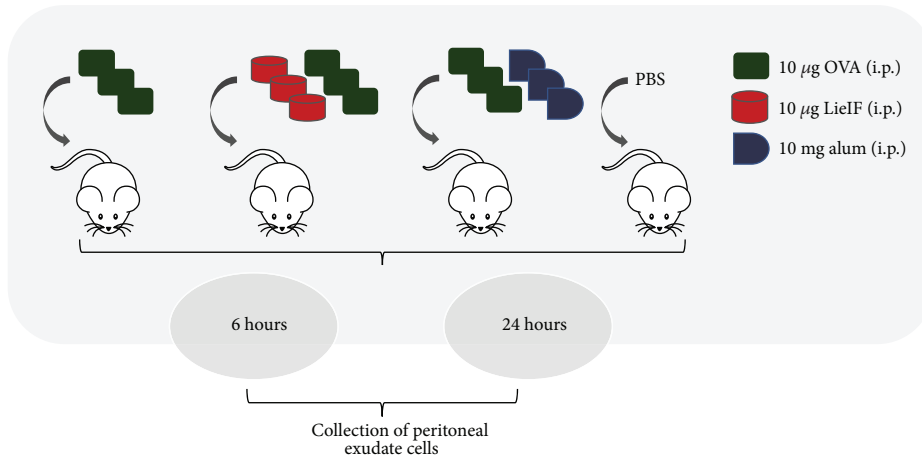 PBS
10 μg OVA (i.p.)
10 μg LieIF (i.p.)
10 mg alum (i.p.)
6 hours
24 hours
Collection of peritoneal
exudate cells